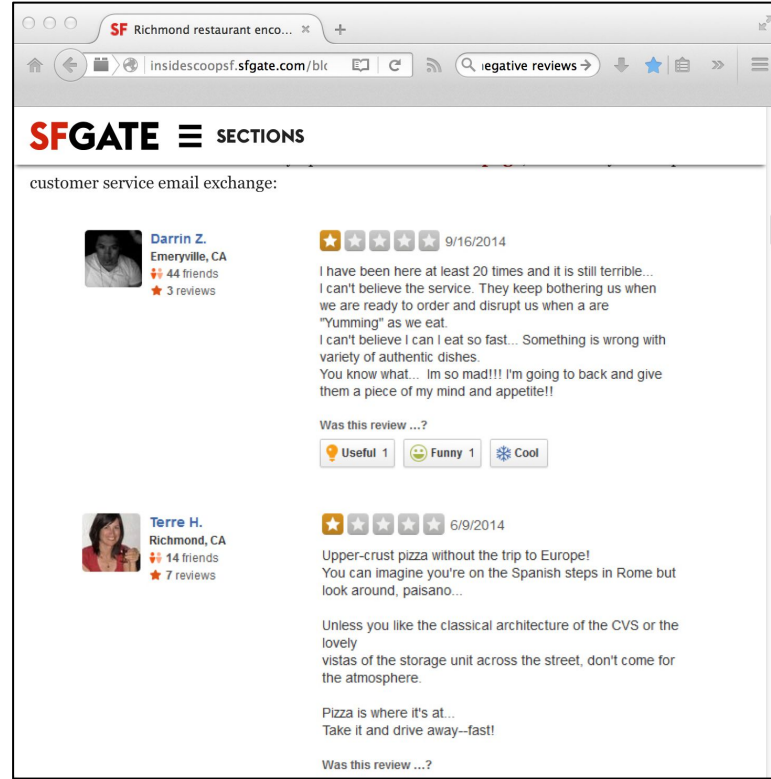 SF Richmond restaurant enco... × +
insidescoopsf.sfgate.com/blc
egative reviews →
SFGATE ☰ SECTIONS
customer service email exchange:
Darrin Z.
Emeryville, CA
44 friends
3 reviews
9/16/2014
I have been here at least 20 times and it is still terrible...
I can't believe the service. They keep bothering us when
we are ready to order and disrupt us when a are
"Yumming" as we eat.
I can't believe I can I eat so fast... Something is wrong with
variety of authentic dishes.
You know what... Im so mad!!! I'm going to back and give
them a piece of my mind and appetite!!
Was this review ...?
Useful 1 Funny 1 Cool
Terre H.
Richmond, CA
14 friends
7 reviews
6/9/2014
Upper-crust pizza without the trip to Europe!
You can imagine you're on the Spanish steps in Rome but
look around, paisano...
Unless you like the classical architecture of the CVS or the
lovely
vistas of the storage unit across the street, don't come for
the atmosphere.
Pizza is where it's at...
Take it and drive away--fast!
Was this review ...?